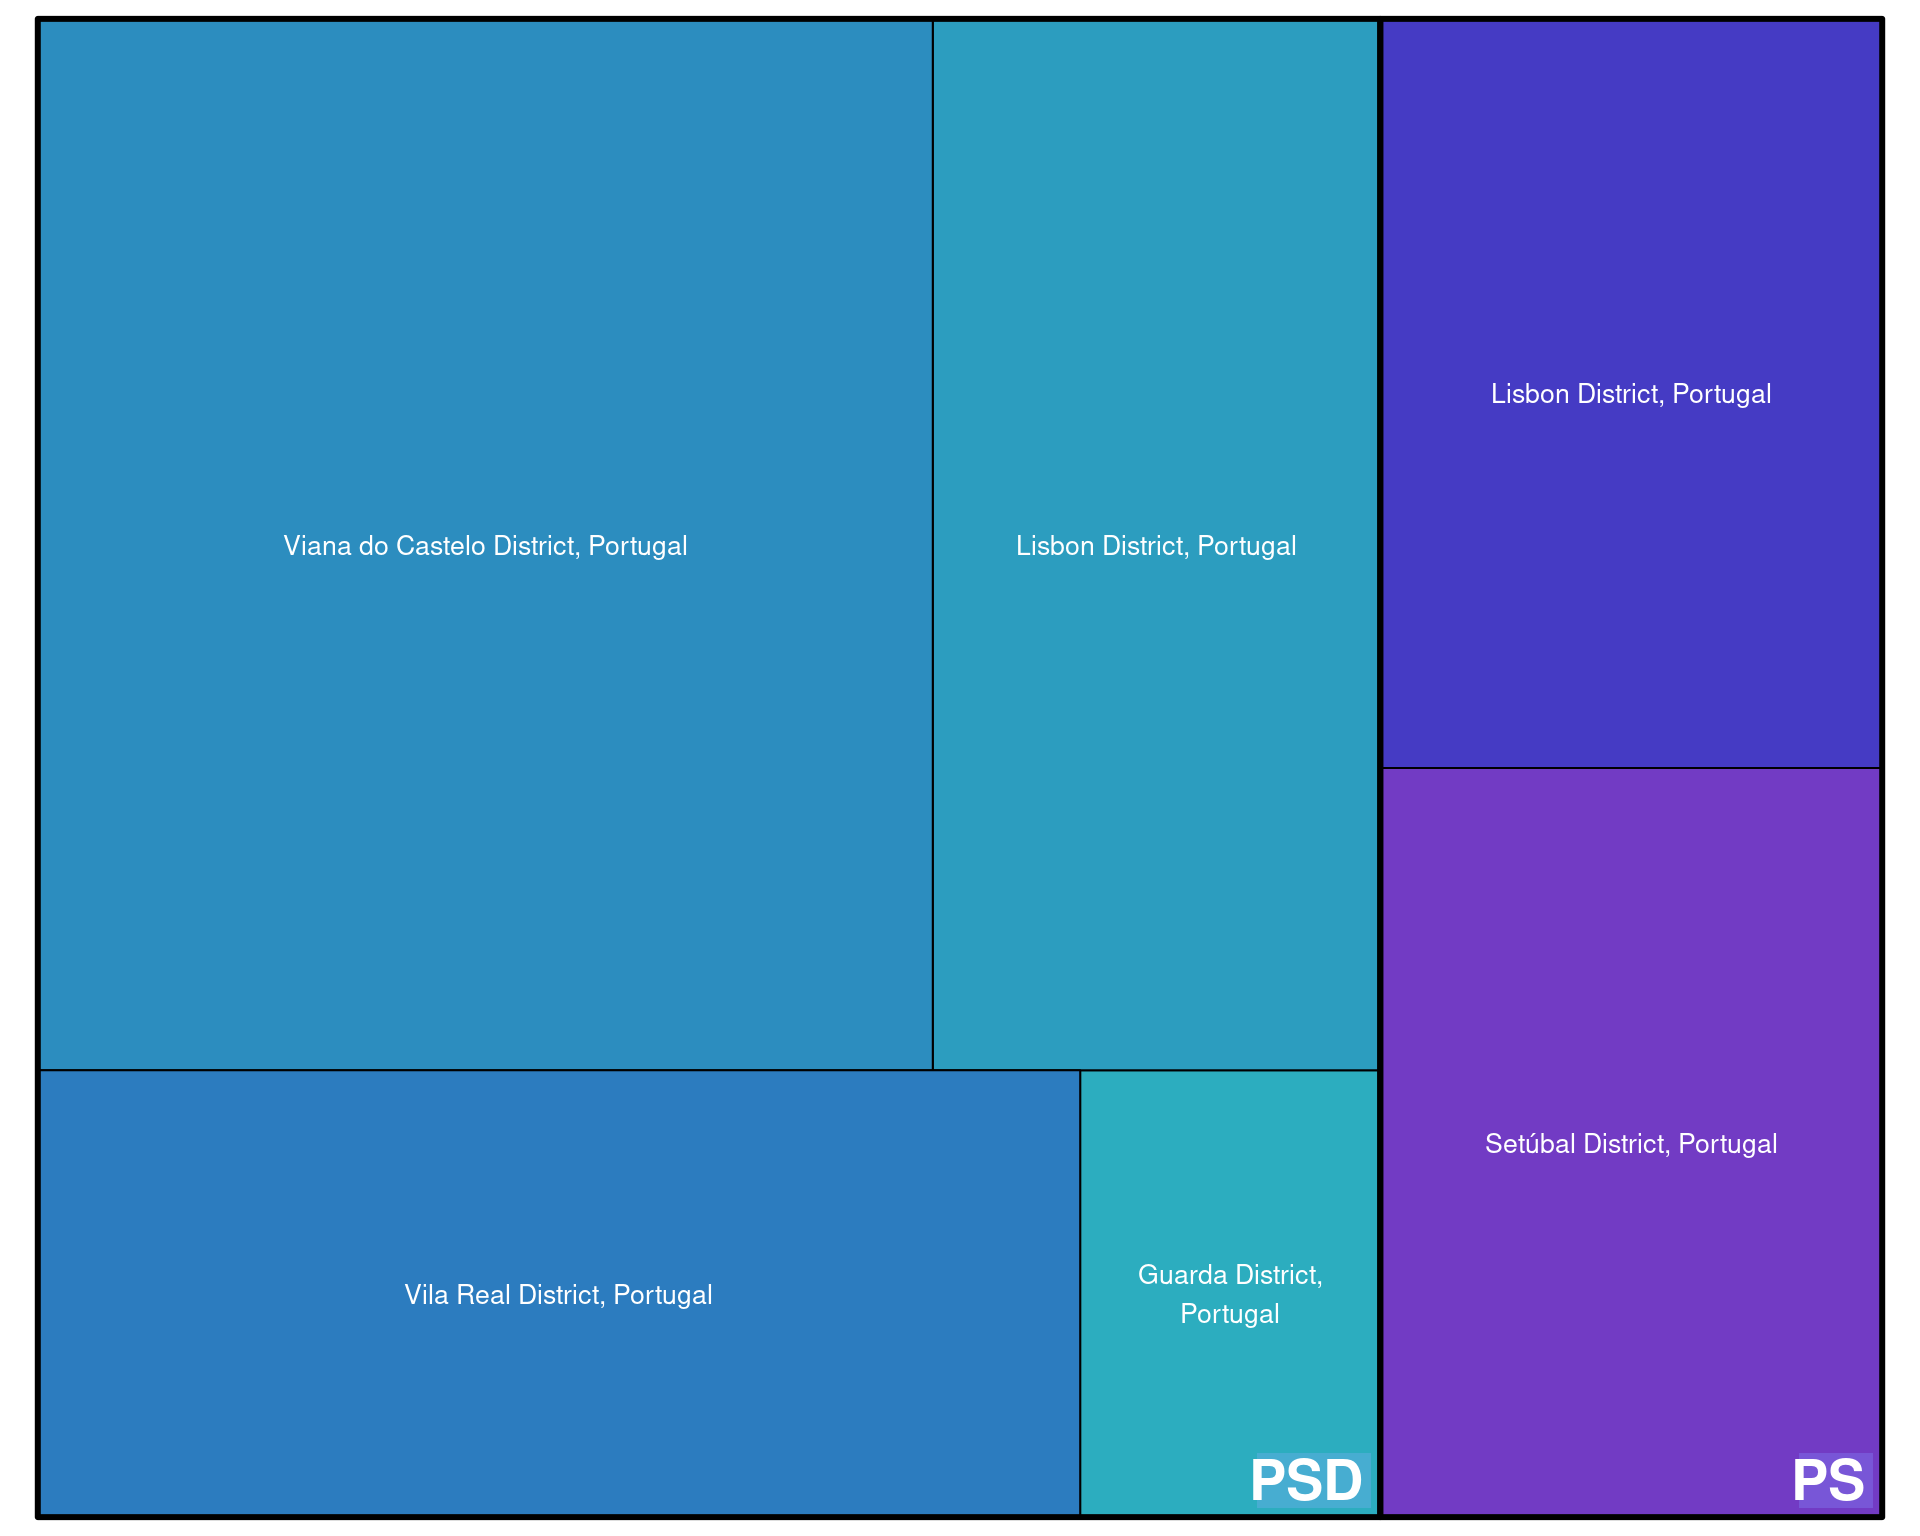 Viana do Castelo District, Portugal
Lisbon District, Portugal
Lisbon District, Portugal
Setúbal District, Portugal
Vila Real District, Portugal
Guarda District,
Portugal
PSD
PS